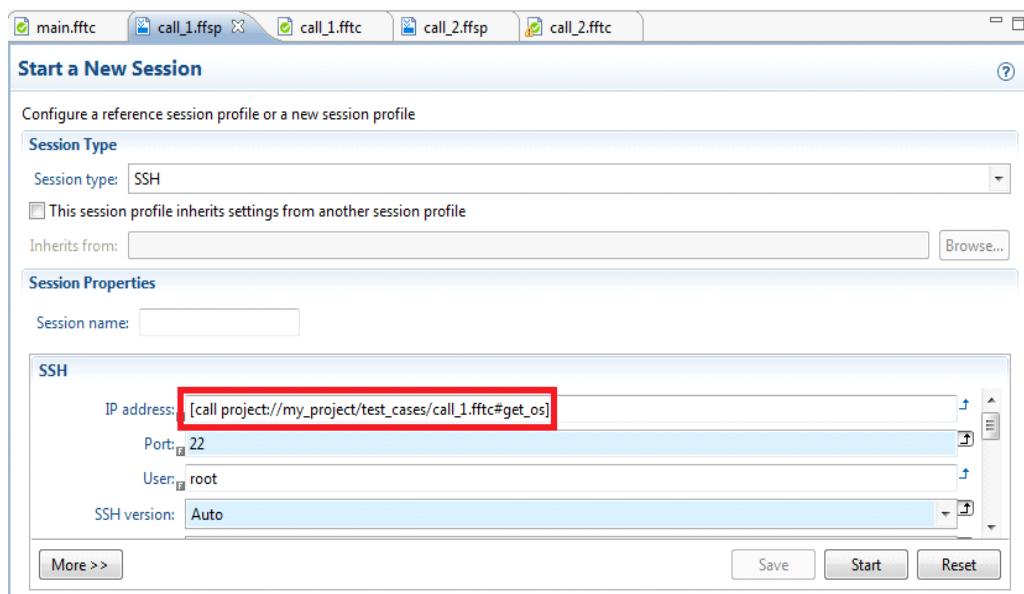 main.fftc call_1.ffsp call_1.fftc call_2.ffsp call_2.fftc
Start a New Session
?
Configure a reference session profile or a new session profile
Session Type
Session type: SSH
This session profile inherits settings from another session profile
Inherits from: Browse...
Session Properties
Session name:
SSH
IP address: [call project://my_project/test_cases/call_1.fftc#get_os]
Port: 22
User: root
SSH version: Auto
More >> Save Start Reset